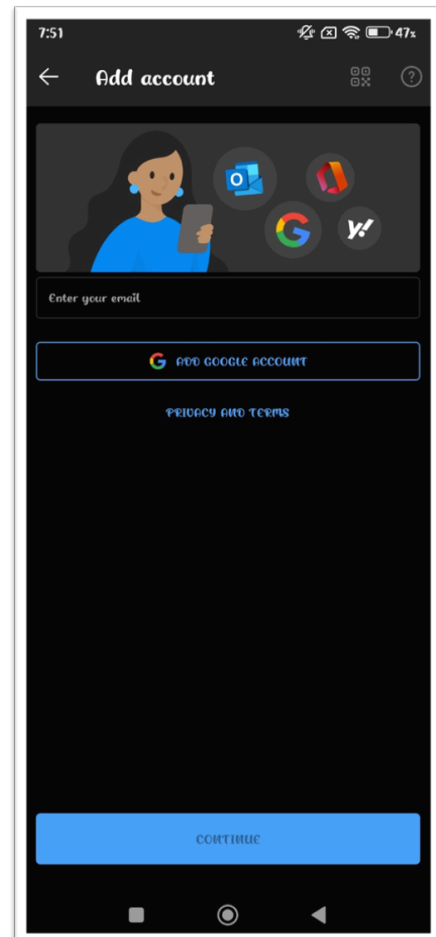 7:51
47%
Add account
Enter your email
ADD GOOGLE ACCOUNT
PRIVACY AND TERMS
CONTINUE